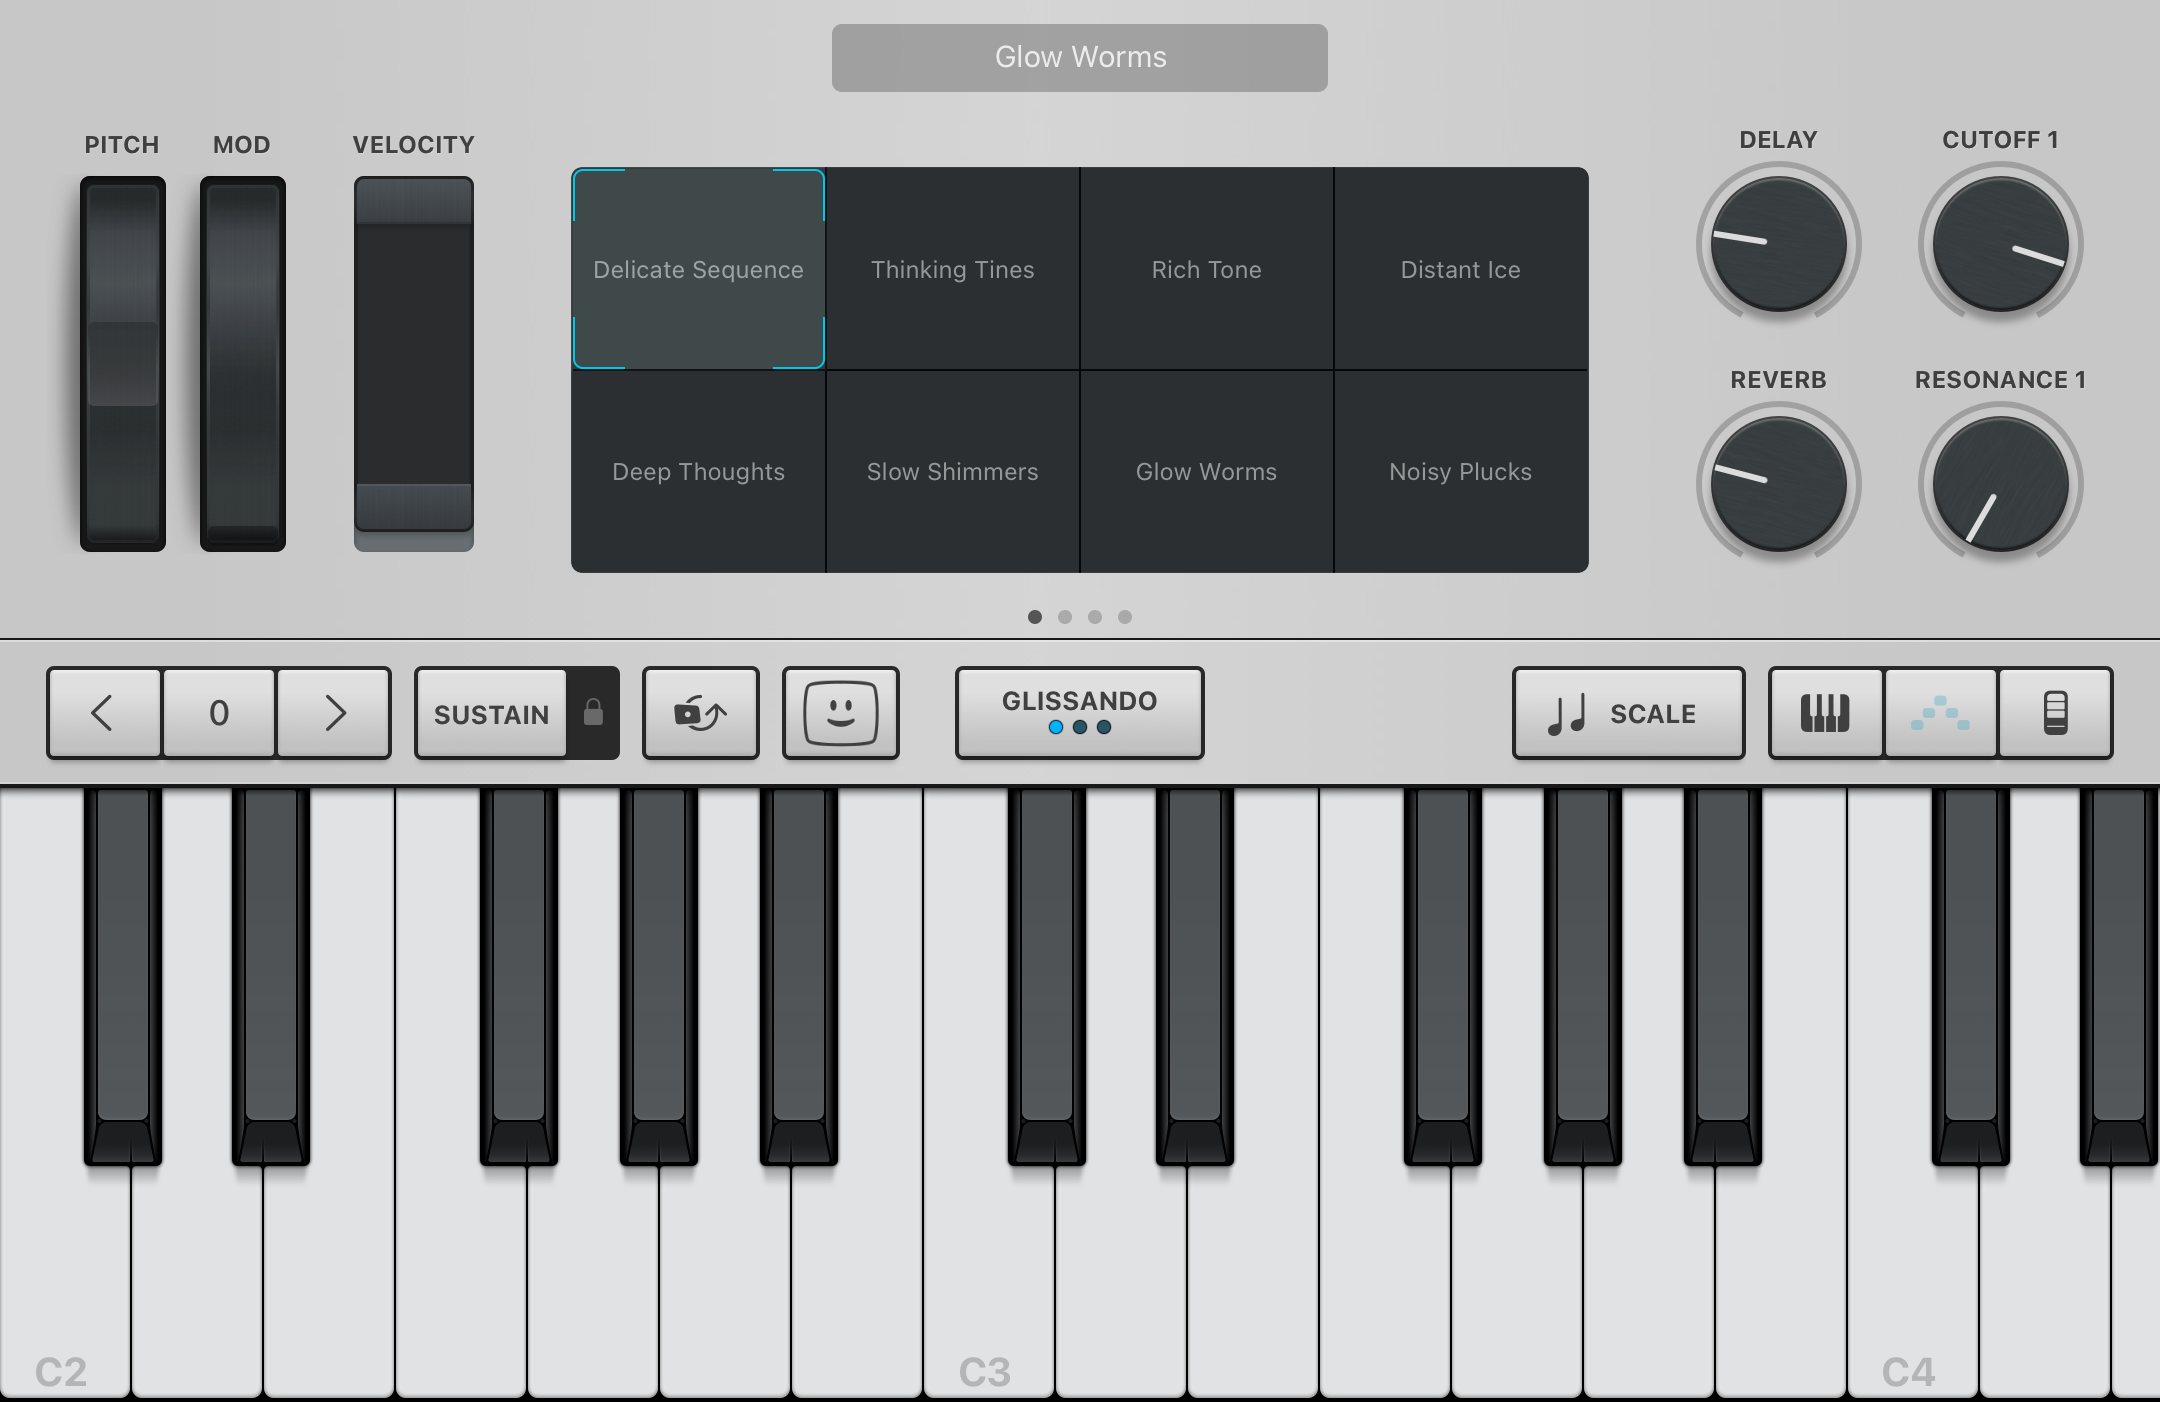 Glow Worms
PITCH MOD VELOCITY
DELAY CUTOFF 1
Delicate Sequence Thinking Tines Rich Tone Distant Ice
REVERB RESONANCE 1
Deep Thoughts Slow Shimmers Glow Worms Noisy Plucks
0 SUSTAIN GLISSANDO SCALE
C2 C3 C4